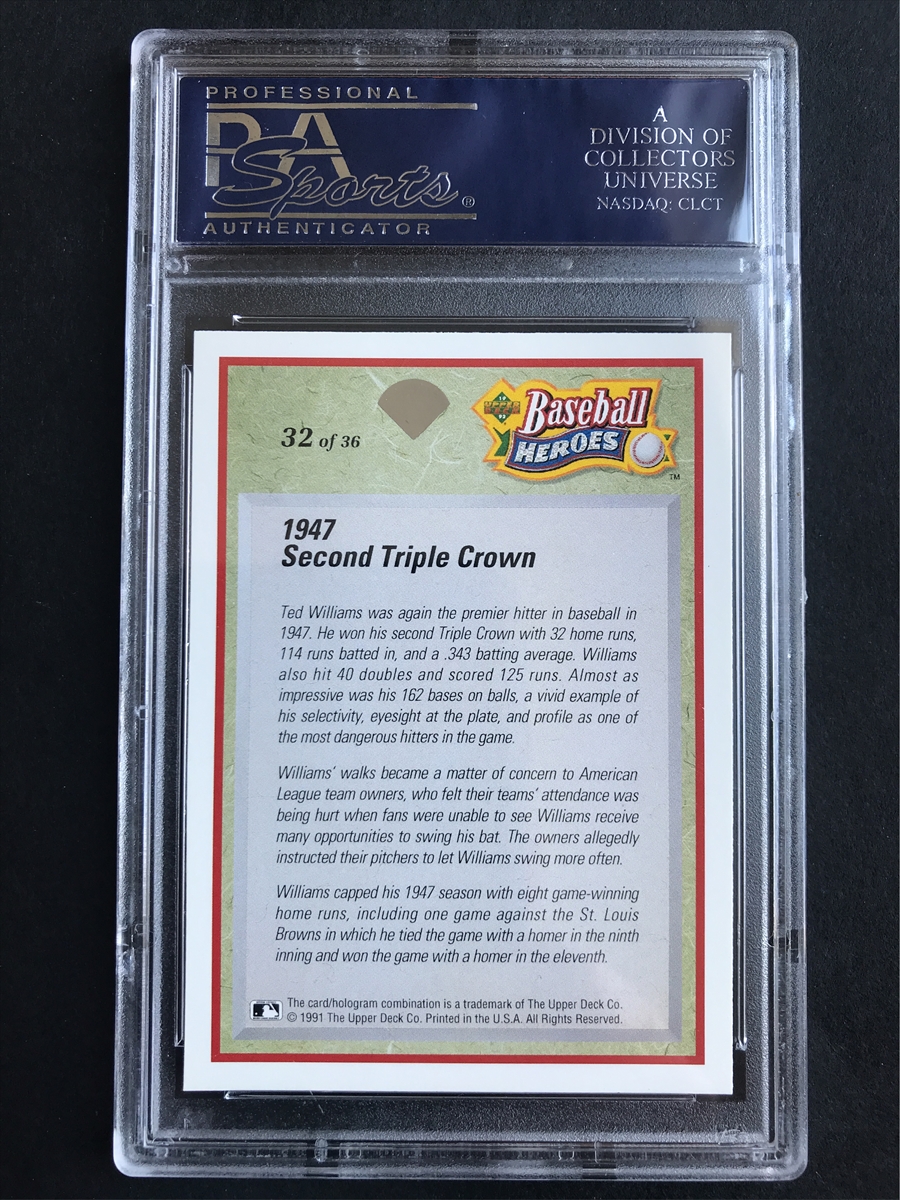 PROFESSIONAL
PSA
Sports®
AUTHENTICATOR
A
DIVISION OF
COLLECTORS
UNIVERSE
NASDAQ: CLCT
32 of 36
19 92
UPPER DECK
Baseball
HEROES
TM
1947
Second Triple Crown
Ted Williams was again the premier hitter in baseball in
1947. He won his second Triple Crown with 32 home runs,
114 runs batted in, and a .343 batting average. Williams
also hit 40 doubles and scored 125 runs. Almost as
impressive was his 162 bases on balls, a vivid example of
his selectivity, eyesight at the plate, and profile as one of
the most dangerous hitters in the game.
Williams' walks became a matter of concern to American
League team owners, who felt their teams' attendance was
being hurt when fans were unable to see Williams receive
many opportunities to swing his bat. The owners allegedly
instructed their pitchers to let Williams swing more often.
Williams capped his 1947 season with eight game-winning
home runs, including one game against the St. Louis
Browns in which he tied the game with a homer in the ninth
inning and won the game with a homer in the eleventh.
The card/hologram combination is a trademark of The Upper Deck Co.
© 1991 The Upper Deck Co. Printed in the U.S.A. All Rights Reserved.